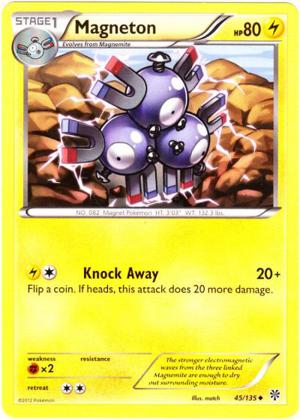 STAGE1
Magneton
HP80
Evolves from Magnemite
NO. 082 Magnet Pokémon HT: 3'03" WT: 132.3 lbs.
Knock Away 20+
Flip a coin. If heads, this attack does 20 more damage.
weakness
×2
resistance
retreat
The stronger electromagnetic
waves from the three linked
Magnemite are enough to dry
out surrounding moisture.
©2012 Pokémon
Illus. match
45/135